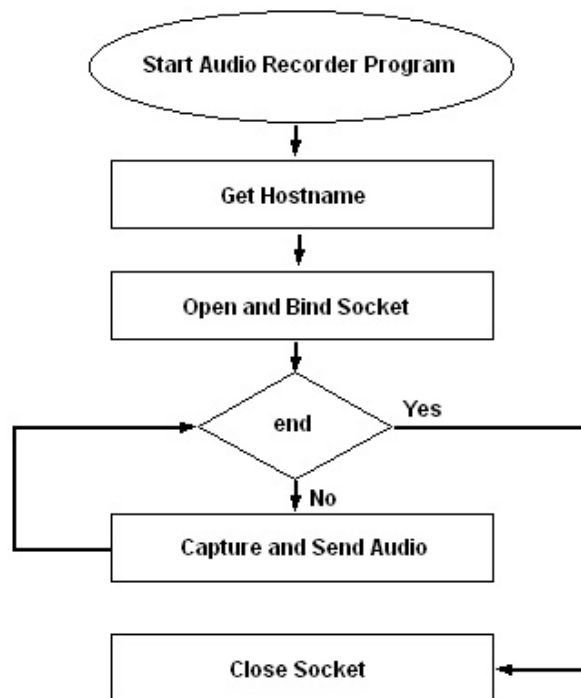 Start Audio Recorder Program
Get Hostname
Open and Bind Socket
end
Yes
No
Capture and Send Audio
Close Socket